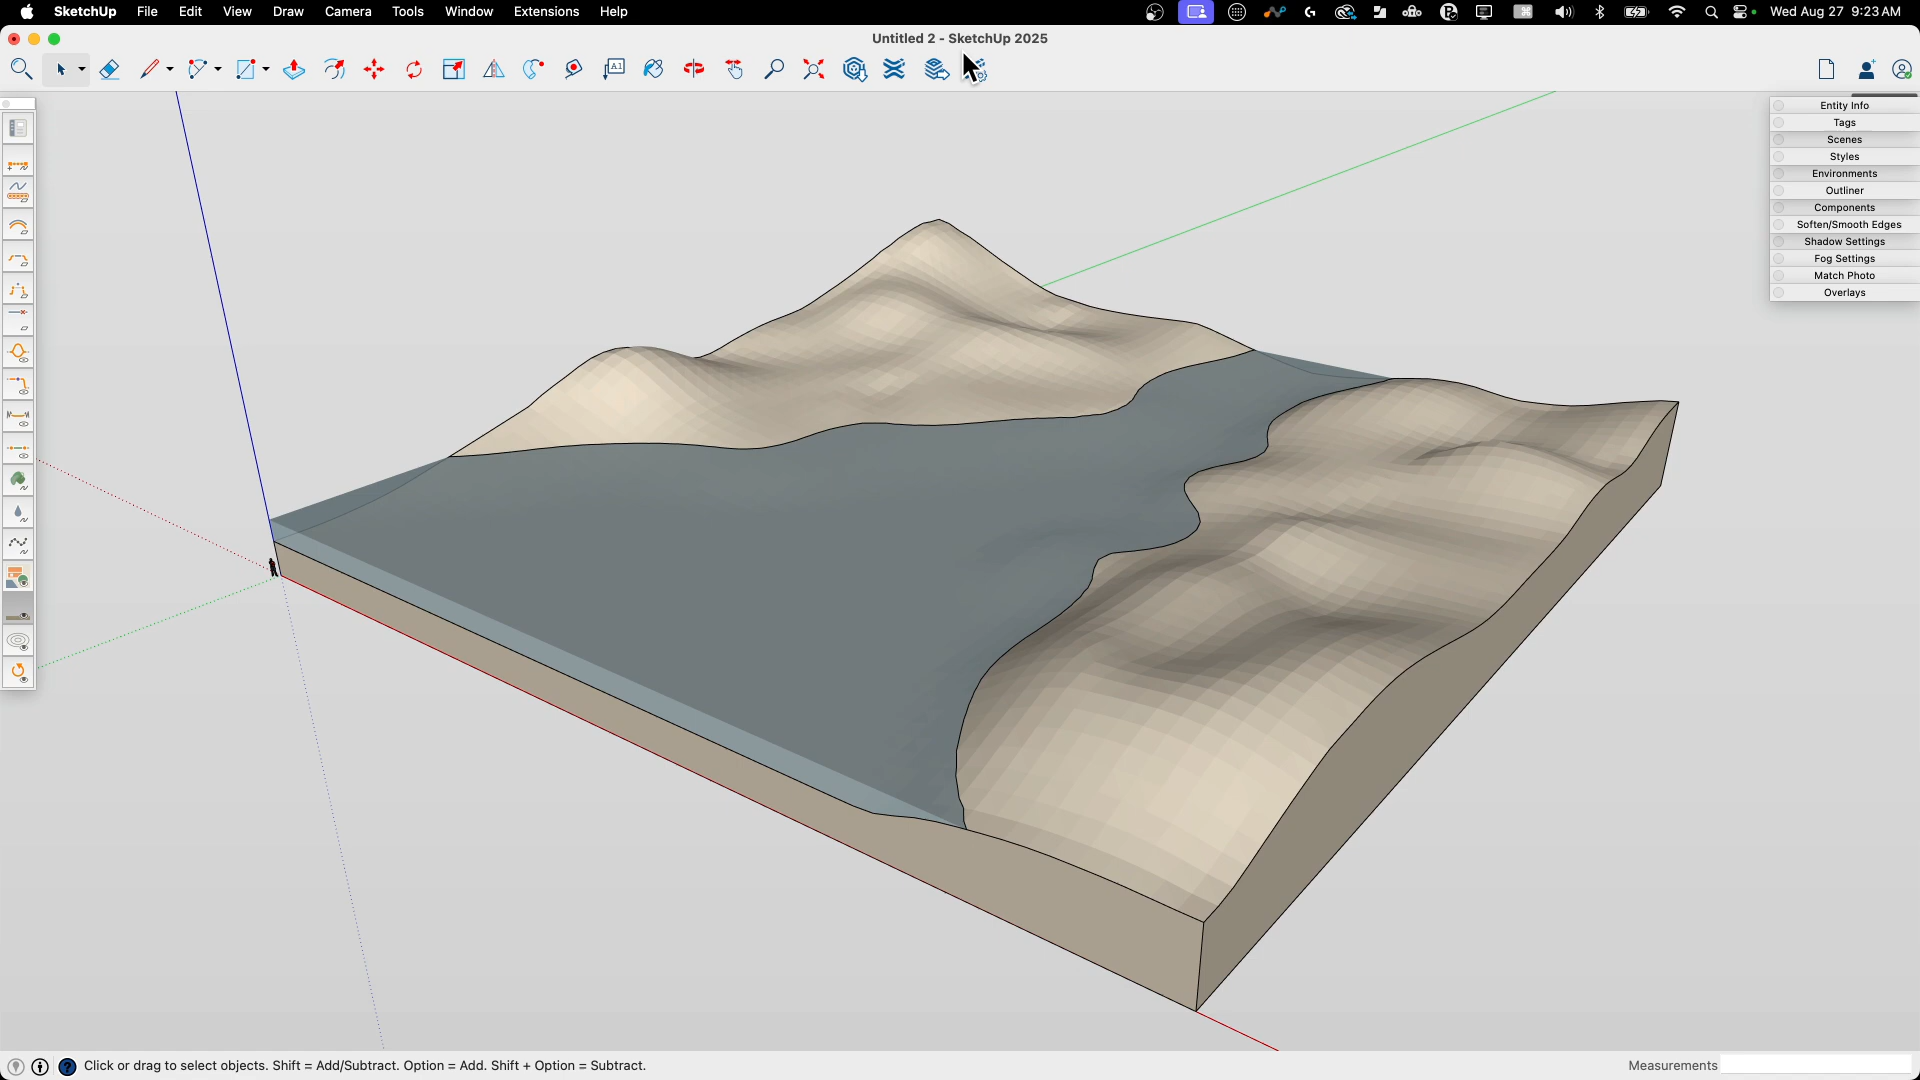 SketchUp File Edit View Draw Camera Tools Window Extensions Help Wed Aug 27 9:23 AM
Untitled 2 - SketchUp 2025
A1
Entity Info
Tags
Scenes
Styles
Environments
Outliner
Components
Soften/Smooth Edges
Shadow Settings
Fog Settings
Match Photo
Overlays
Click or drag to select objects. Shift = Add/Subtract. Option = Add. Shift + Option = Subtract. Measurements